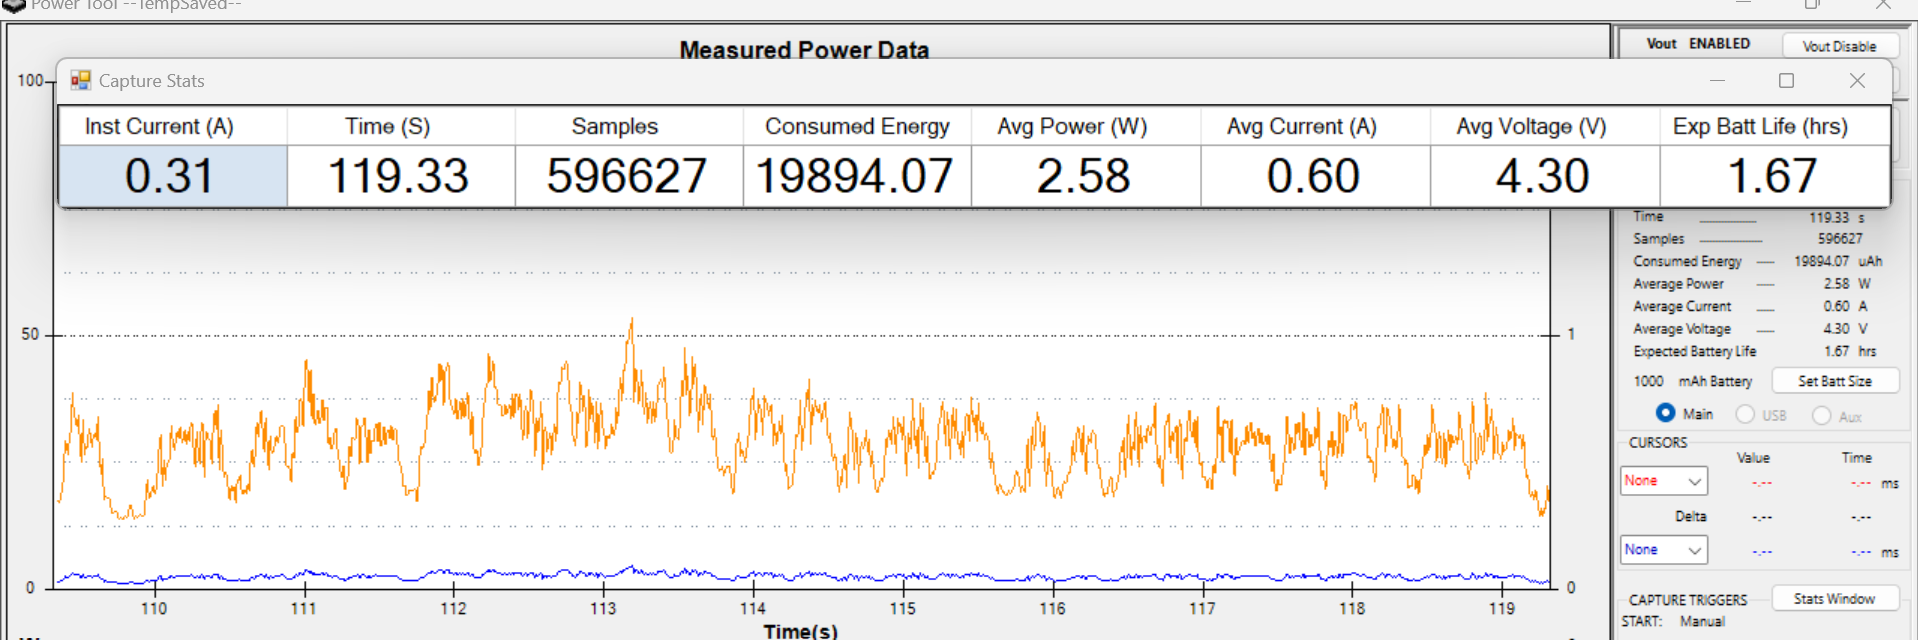 Power Tool --TempSaved--
Measured Power Data
Vout ENABLED
Vout Disable
Capture Stats
Inst Current (A) Time (S) Samples Consumed Energy Avg Power (W) Avg Current (A) Avg Voltage (V) Exp Batt Life (hrs)
0.31 119.33 596627 19894.07 2.58 0.60 4.30 1.67
100
50
0
1
0
110 111 112 113 114 115 116 117 118 119
Time(s)
Time 119.33 s
Samples 596627
Consumed Energy 19894.07 uAh
Average Power 2.58 W
Average Current 0.60 A
Average Voltage 4.30 V
Expected Battery Life 1.67 hrs
1000 mAh Battery Set Batt Size
Main USB Aux
CURSORS
Value Time
None -.-- -.-- ms
Delta -.-- -.--
None -.-- -.-- ms
CAPTURE TRIGGERS Stats Window
START: Manual